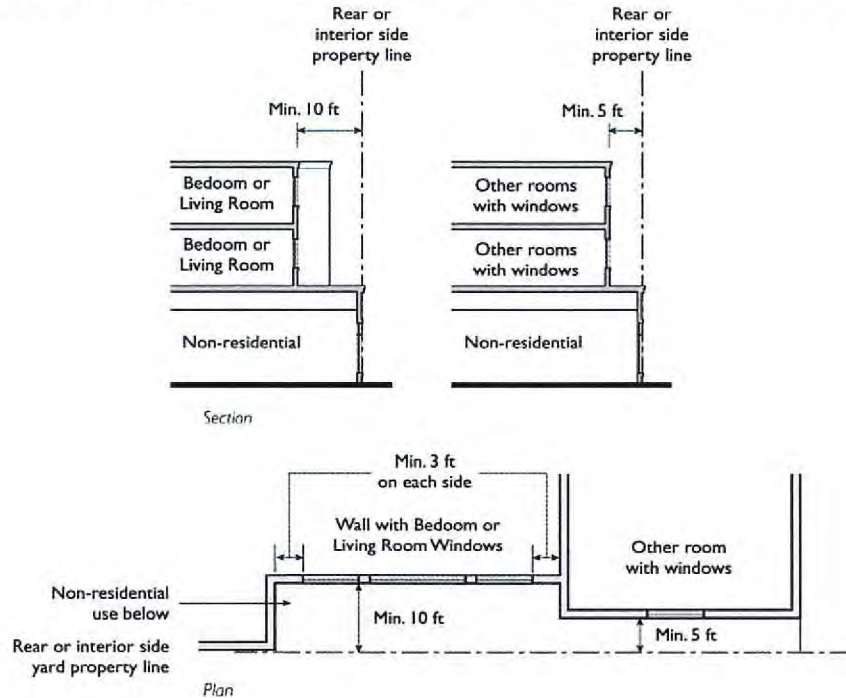 Rear or
interior side
property line
Min. 10 ft
Bedoom or
Living Room
Bedoom or
Living Room
Non-residential
Rear or
interior side
property line
Min. 5 ft
Other rooms
with windows
Other rooms
with windows
Non-residential
Section
Min. 3 ft
on each side
Wall with Bedoom or
Living Room Windows
Other room
with windows
Non-residential
use below
Min. 10 ft
Min. 5 ft
Rear or interior side
yard property line
Plan